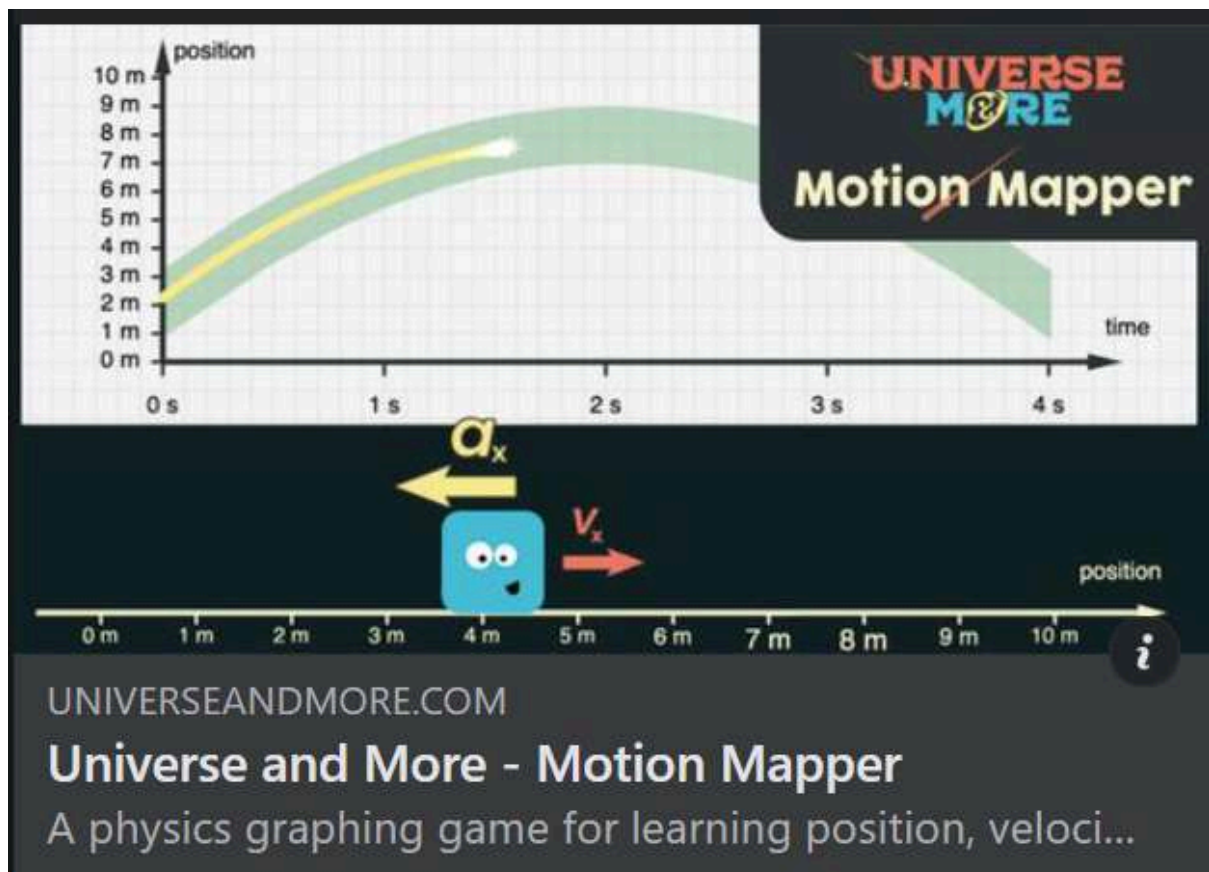 position
10 m
9 m
8 m
7 m
6 m
5 m
4 m
3 m
2 m
1 m
0 m
0 s 1 s 2 s 3 s 4 s
time
UNIVERSE
MORE
Motion Mapper
ax
vx
position
0 m 1 m 2 m 3 m 4 m 5 m 6 m 7 m 8 m 9 m 10 m
i
UNIVERSEANDMORE.COM
Universe and More - Motion Mapper
A physics graphing game for learning position, veloci...